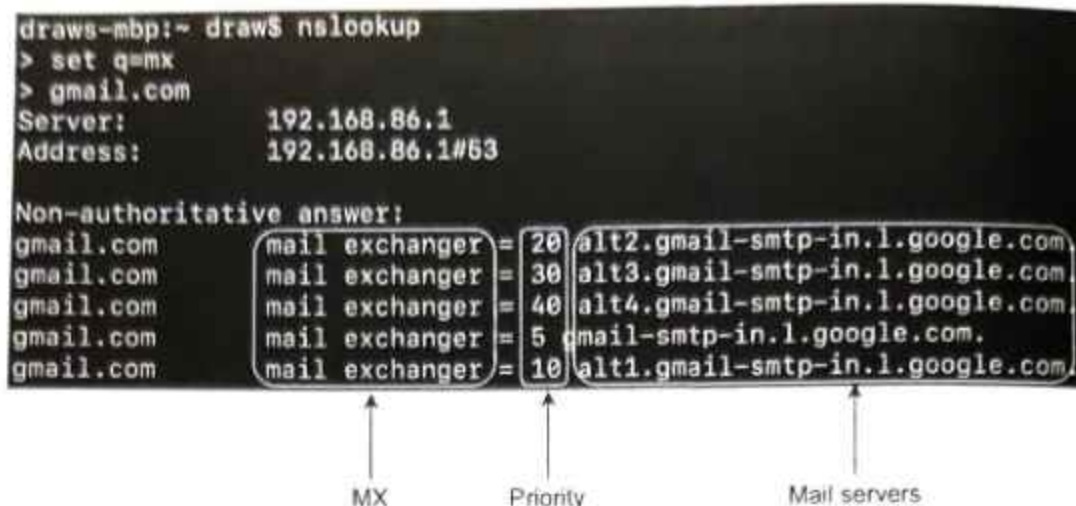 draws-mbp:~ draw$ nslookup
> set q=mx
> gmail.com
Server: 192.168.86.1
Address: 192.168.86.1#53

Non-authoritative answer:
gmail.com mail exchanger = 20 alt2.gmail-smtp-in.l.google.com.
gmail.com mail exchanger = 30 alt3.gmail-smtp-in.l.google.com.
gmail.com mail exchanger = 40 alt4.gmail-smtp-in.l.google.com.
gmail.com mail exchanger = 5 gmail-smtp-in.l.google.com.
gmail.com mail exchanger = 10 alt1.gmail-smtp-in.l.google.com.
MX Priority Mail servers